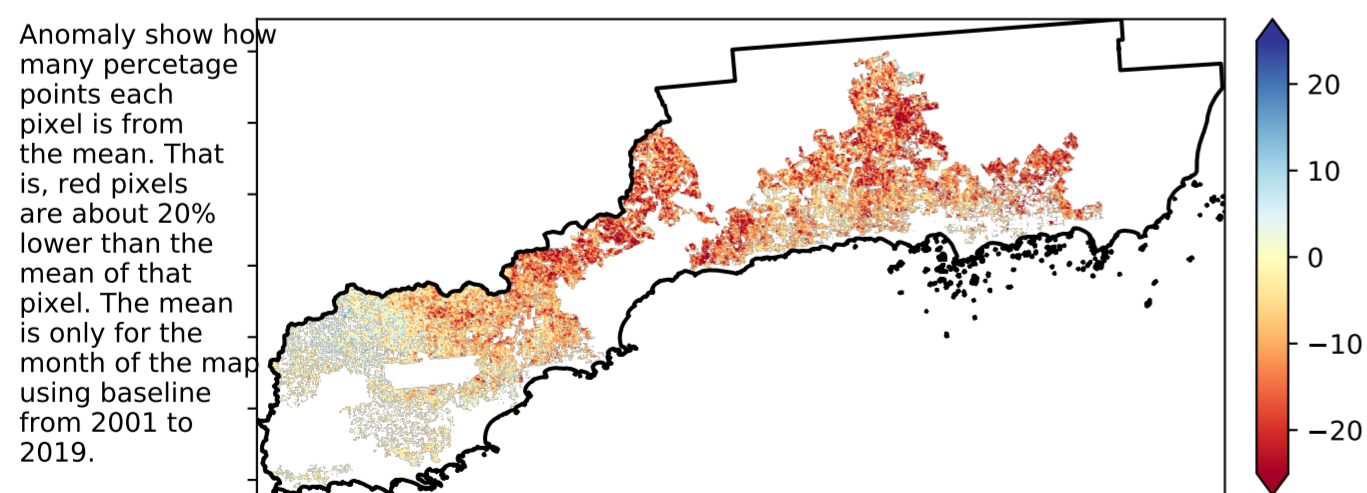 Anomaly show how
many percetage
points each
pixel is from
the mean. That
is, red pixels
are about 20%
lower than the
mean of that
pixel. The mean
is only for the
month of the map
using baseline
from 2001 to
2019.
20
10
0
−10
−20